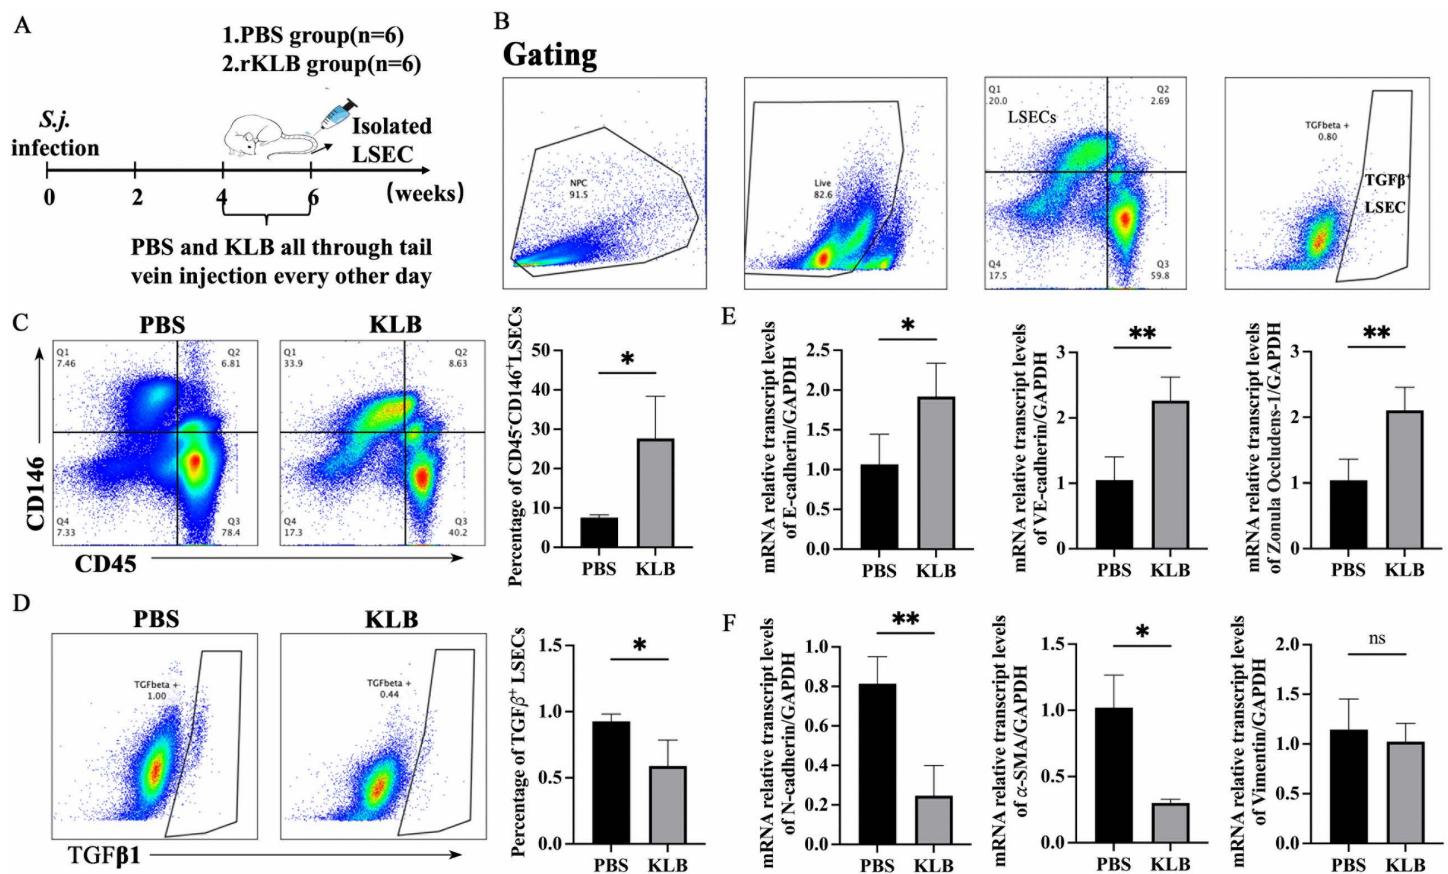 A
1.PBS group(n=6)
2.rKLB group(n=6)
S.j.
infection
Isolated
LSEC
0
2
4
6
(weeks)
PBS and KLB all through tail
vein injection every other day
B
Gating
NPC
91.5
Live
82.6
Q1
20.0
Q2
2.69
LSECs
Q4
17.5
Q3
59.8
TGFbeta +
0.80
TGFβ+
LSEC
C
PBS
KLB
Q1
7.46
Q2
6.81
Q4
7.33
Q3
78.4
Q1
33.9
Q2
8.63
Q4
17.3
Q3
40.2
CD146
CD45
Percentage of CD45-CD146+LSECs
50
40
30
20
10
0
*
PBS
KLB
D
PBS
KLB
TGFbeta +
1.00
TGFbeta +
0.44
TGFβ1
Percentage of TGFβ+ LSECs
1.5
1.0
0.5
0.0
*
PBS
KLB
E
mRNA relative transcript levels
of E-cadherin/GAPDH
2.5
2.0
1.5
1.0
0.5
0.0
*
PBS
KLB
mRNA relative transcript levels
of VE-cadherin/GAPDH
3
2
1
0
**
PBS
KLB
mRNA relative transcript levels
of Zonula Occludens-1/GAPDH
3
2
1
0
**
PBS
KLB
F
mRNA relative transcript levels
of N-cadherin/GAPDH
1.0
0.8
0.6
0.4
0.2
0.0
**
PBS
KLB
mRNA relative transcript levels
of α-SMA/GAPDH
1.5
1.0
0.5
0.0
*
PBS
KLB
mRNA relative transcript levels
of Vimentin/GAPDH
2.0
1.5
1.0
0.5
0.0
ns
PBS
KLB